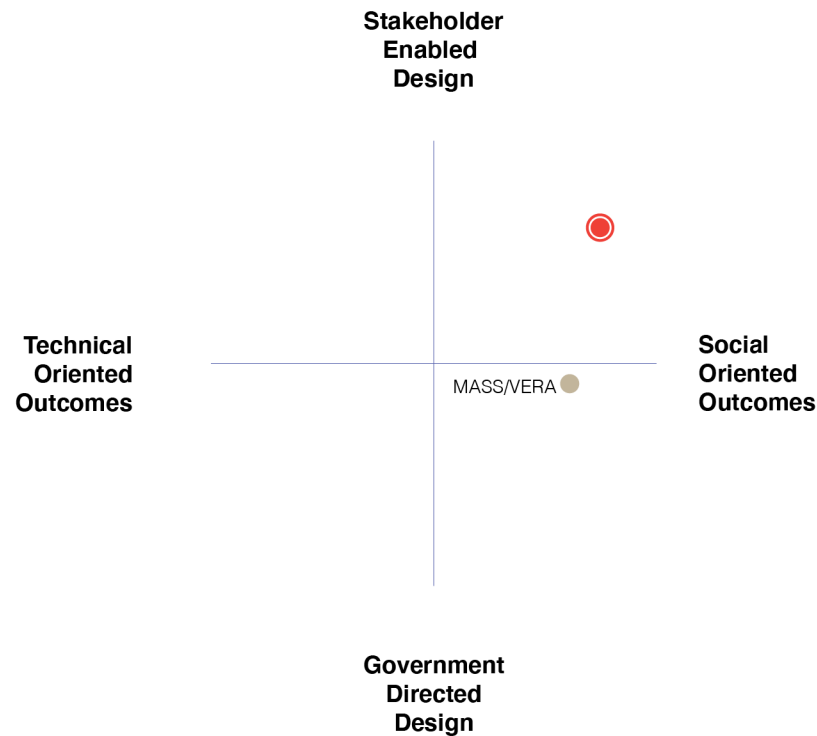 Stakeholder
Enabled
Design
Technical
Oriented
Outcomes
MASS/VERA
Social
Oriented
Outcomes
Government
Directed
Design